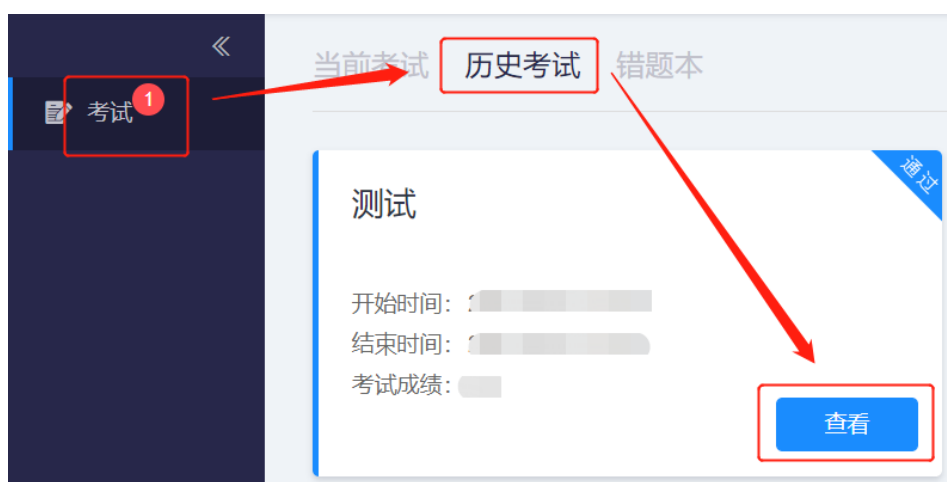 考试 1
当前考试 历史考试 错题本
通过
测试
开始时间：
结束时间：
考试成绩：
查看